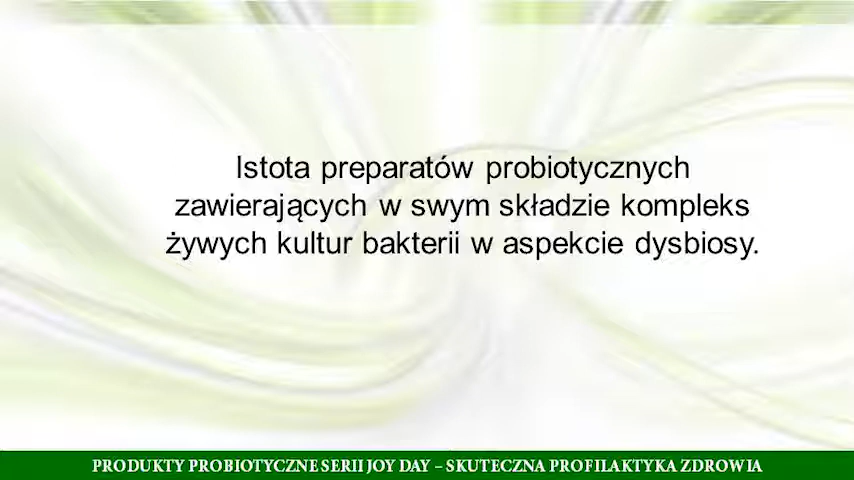 Istota preparatów probiotycznych
zawierających w swym składzie kompleks
żywych kultur bakterii w aspekcie dysbiosy.
PRODUKTY PROBIOTYCZNE SERII JOY DAY – SKUTECZNA PROFILAKTYKA ZDROWIA